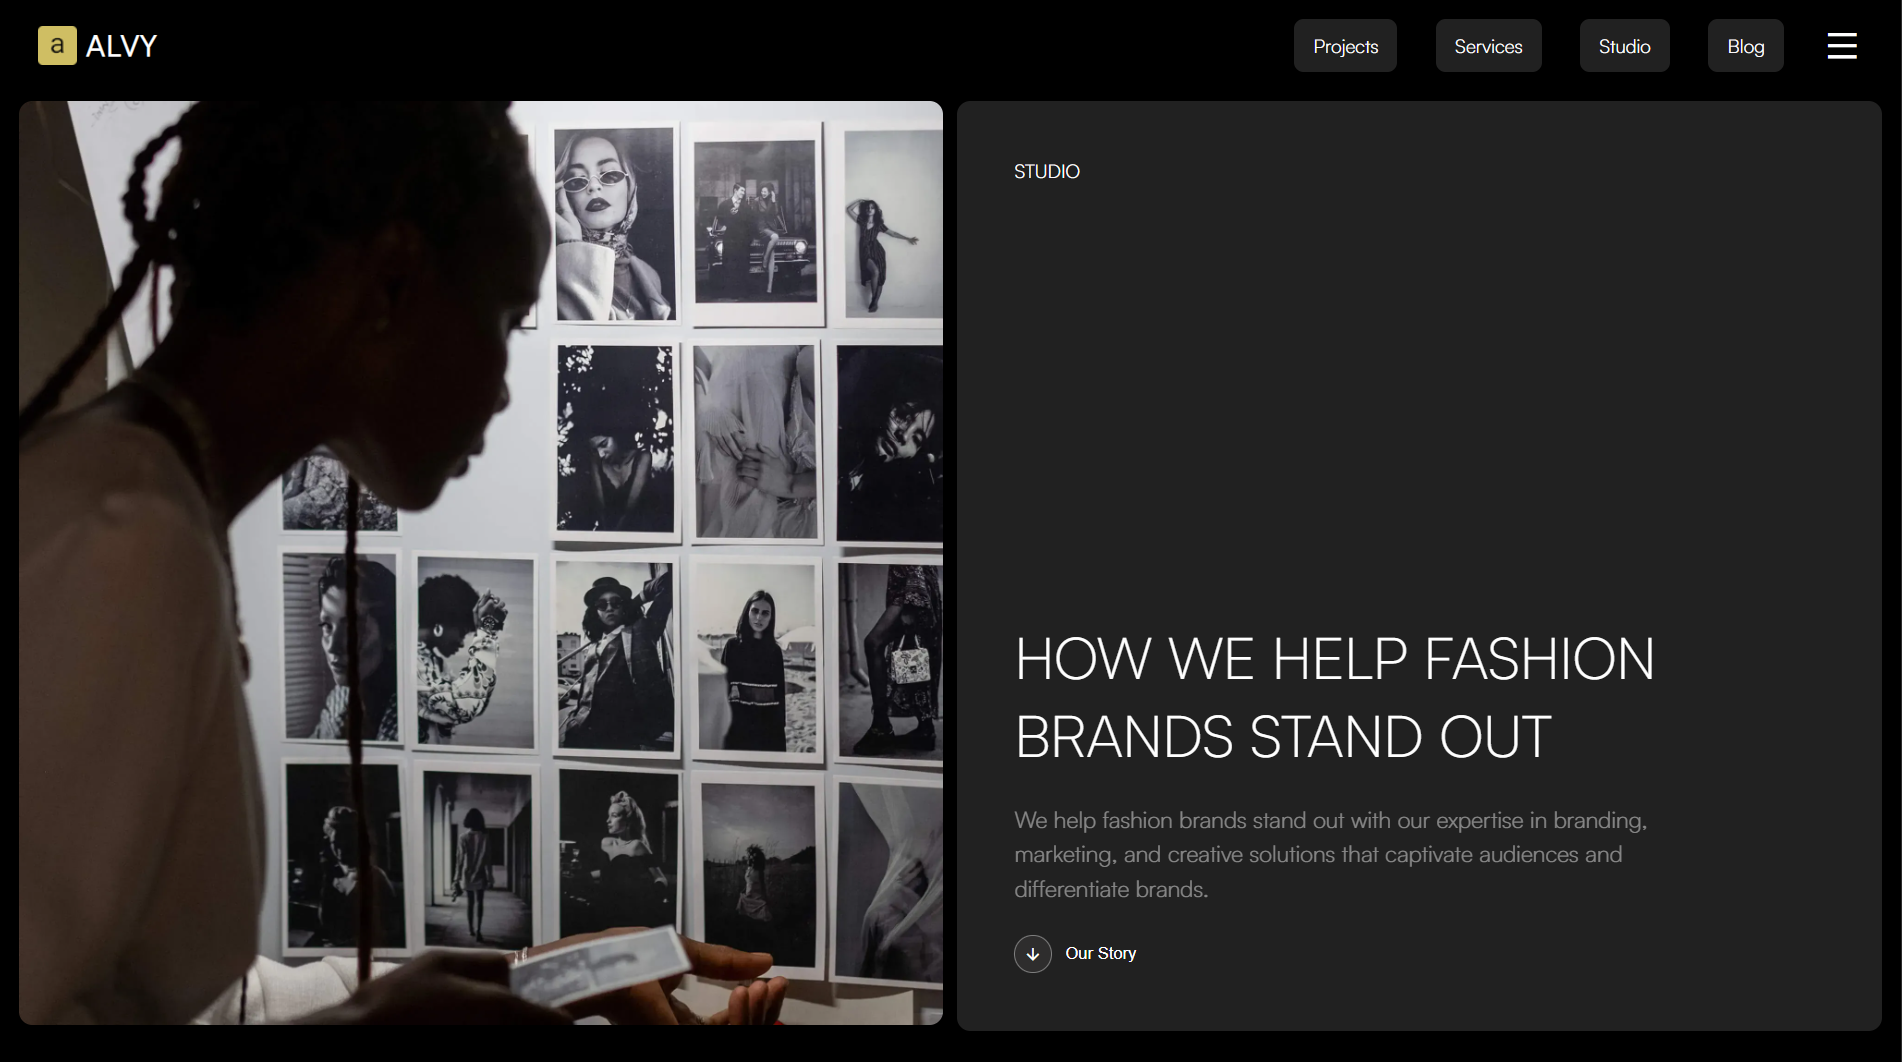 a ALVY
Projects
Services
Studio
Blog
STUDIO
HOW WE HELP FASHION
BRANDS STAND OUT
We help fashion brands stand out with our expertise in branding,
marketing, and creative solutions that captivate audiences and
differentiate brands.
Our Story